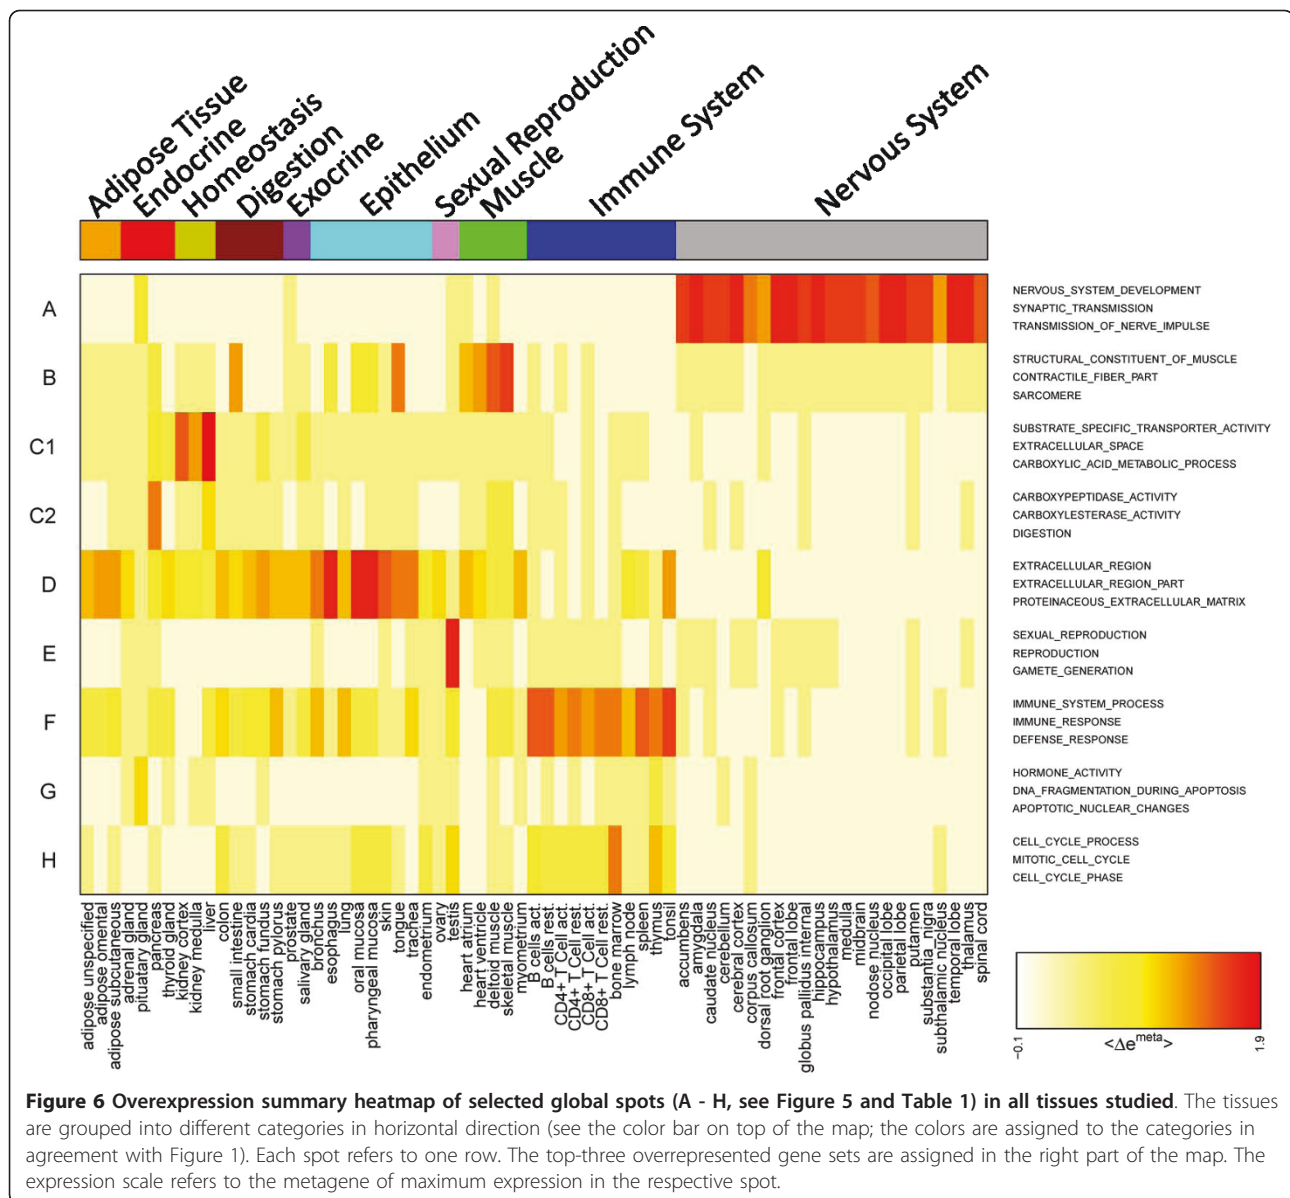 Adipose Tissue
Endocrine
Homeostasis
Digestion
Exocrine
Epithelium
Sexual Reproduction
Muscle
Immune System
Nervous System
A
NERVOUS_SYSTEM_DEVELOPMENT
SYNAPTIC_TRANSMISSION
TRANSMISSION_OF_NERVE_IMPULSE
B
STRUCTURAL_CONSTITUENT_OF_MUSCLE
CONTRACTILE_FIBER_PART
SARCOMERE
C1
SUBSTRATE_SPECIFIC_TRANSPORTER_ACTIVITY
EXTRACELLULAR_SPACE
CARBOXYLIC_ACID_METABOLIC_PROCESS
C2
CARBOXYPEPTIDASE_ACTIVITY
CARBOXYLESTERASE_ACTIVITY
DIGESTION
D
EXTRACELLULAR_REGION
EXTRACELLULAR_REGION_PART
PROTEINACEOUS_EXTRACELLULAR_MATRIX
E
SEXUAL_REPRODUCTION
REPRODUCTION
GAMETE_GENERATION
F
IMMUNE_SYSTEM_PROCESS
IMMUNE_RESPONSE
DEFENSE_RESPONSE
G
HORMONE_ACTIVITY
DNA_FRAGMENTATION_DURING_APOPTOSIS
APOPTOTIC_NUCLEAR_CHANGES
H
CELL_CYCLE_PROCESS
MITOTIC_CELL_CYCLE
CELL_CYCLE_PHASE
adipose unspecified
adipose omental
adipose subcutaneous
adrenal gland
pituatary gland
pancreas
thyroid gland
kidney cortex
kidney medulla
liver
colon
small intestine
stomach cardia
stomach fundus
stomach pylorus
prostate
salivary gland
bronchus
esophagus
lung
oral mucosa
pharyngeal mucosa
skin
tongue
trachea
endometrium
ovary
testis
heart atrium
heart ventricle
deltoid muscle
skeletal muscle
myometrium
B cells act.
B Cells rest.
CD4+ T Cell act.
CD4+ T Cell rest.
CD8+ T Cell act.
CD8+ T Cell rest.
bone marrow
lymph node
spleen
thymus
tonsil
accumbens
amygdala
caudate nucleus
cerebellum
cerebral cortex
corpus callosum
dorsal root ganglion
frontal cortex
frontal lobe
globus pallidus internal
hippocampus
hypothalamus
medulla
midbrain
nodose nucleus
occipital lobe
parietal lobe
putamen
substantia_nigra
subthalamic nucleus
temporal lobe
thalamus
spinal cord
−0.1
<Δe^meta>
1.9
Figure 6 Overexpression summary heatmap of selected global spots (A - H, see Figure 5 and Table 1) in all tissues studied. The tissues
are grouped into different categories in horizontal direction (see the color bar on top of the map; the colors are assigned to the categories in
agreement with Figure 1). Each spot refers to one row. The top-three overrepresented gene sets are assigned in the right part of the map. The
expression scale refers to the metagene of maximum expression in the respective spot.